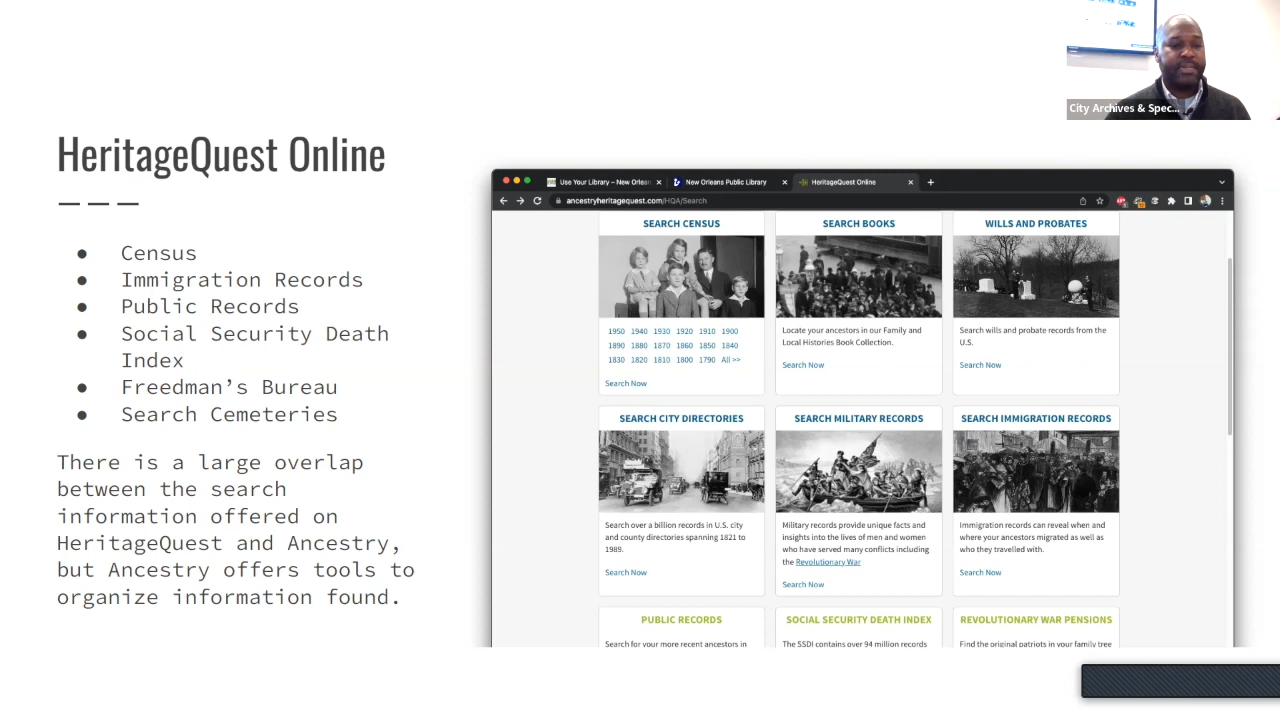 City Archives & Spec...
HeritageQuest Online
● Census
● Immigration Records
● Public Records
● Social Security Death
Index
● Freedman's Bureau
● Search Cemeteries
There is a large overlap
between the search
information offered on
HeritageQuest and Ancestry,
but Ancestry offers tools to
organize information found.
Use Your Library – New Orlean
New Orleans Public Library
HeritageQuest Online
ancestryheritagequest.com/HQA/Search
SEARCH CENSUS
1950 1940 1930 1920 1910 1900
1890 1880 1870 1860 1850 1840
1830 1820 1810 1800 1790 All >>
Search Now
SEARCH BOOKS
Locate your ancestors in our Family and
Local Histories Book Collection.
Search Now
WILLS AND PROBATES
Search wills and probate records from the
U.S.
Search Now
SEARCH CITY DIRECTORIES
Search over a billion records in U.S. city
and county directories spanning 1821 to
1989.
Search Now
SEARCH MILITARY RECORDS
Military records provide unique facts and
insights into the lives of men and women
who have served many conflicts including
the Revolutionary War
Search Now
SEARCH IMMIGRATION RECORDS
Immigration records can reveal when and
where your ancestors migrated as well as
who they travelled with.
Search Now
PUBLIC RECORDS
Search for your more recent ancestors in
SOCIAL SECURITY DEATH INDEX
The SSDI contains over 94 million records
REVOLUTIONARY WAR PENSIONS
Find the original patriots in your family tree